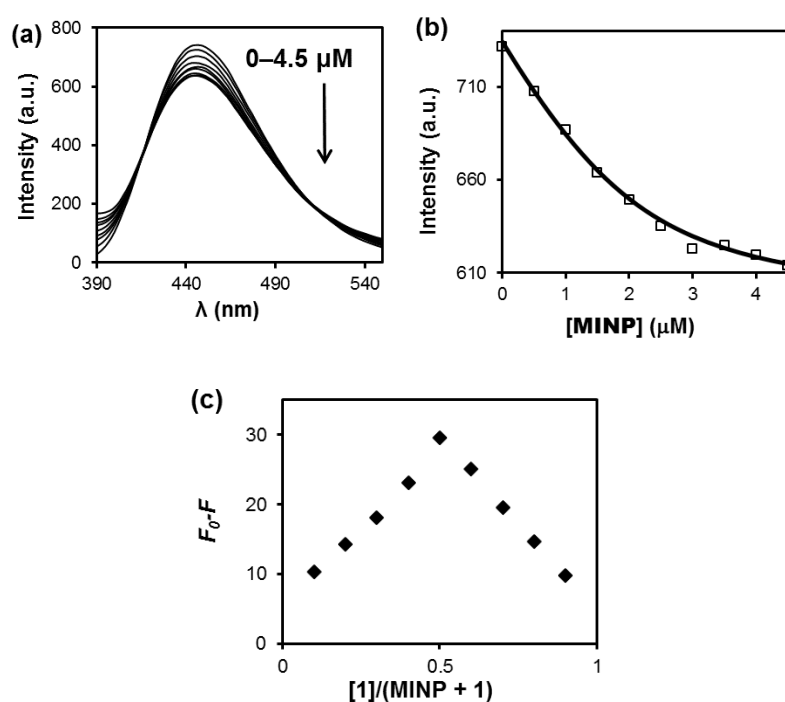 (a)
800
600
400
200
0
Intensity (a.u.)
0–4.5 µM
390 440 490 540
λ (nm)
(b)
710
660
610
Intensity (a.u.)
0 1 2 3 4
[MINP] (µM)
(c)
30
20
10
0
F₀-F
0 0.5 1
[1]/(MINP + 1)